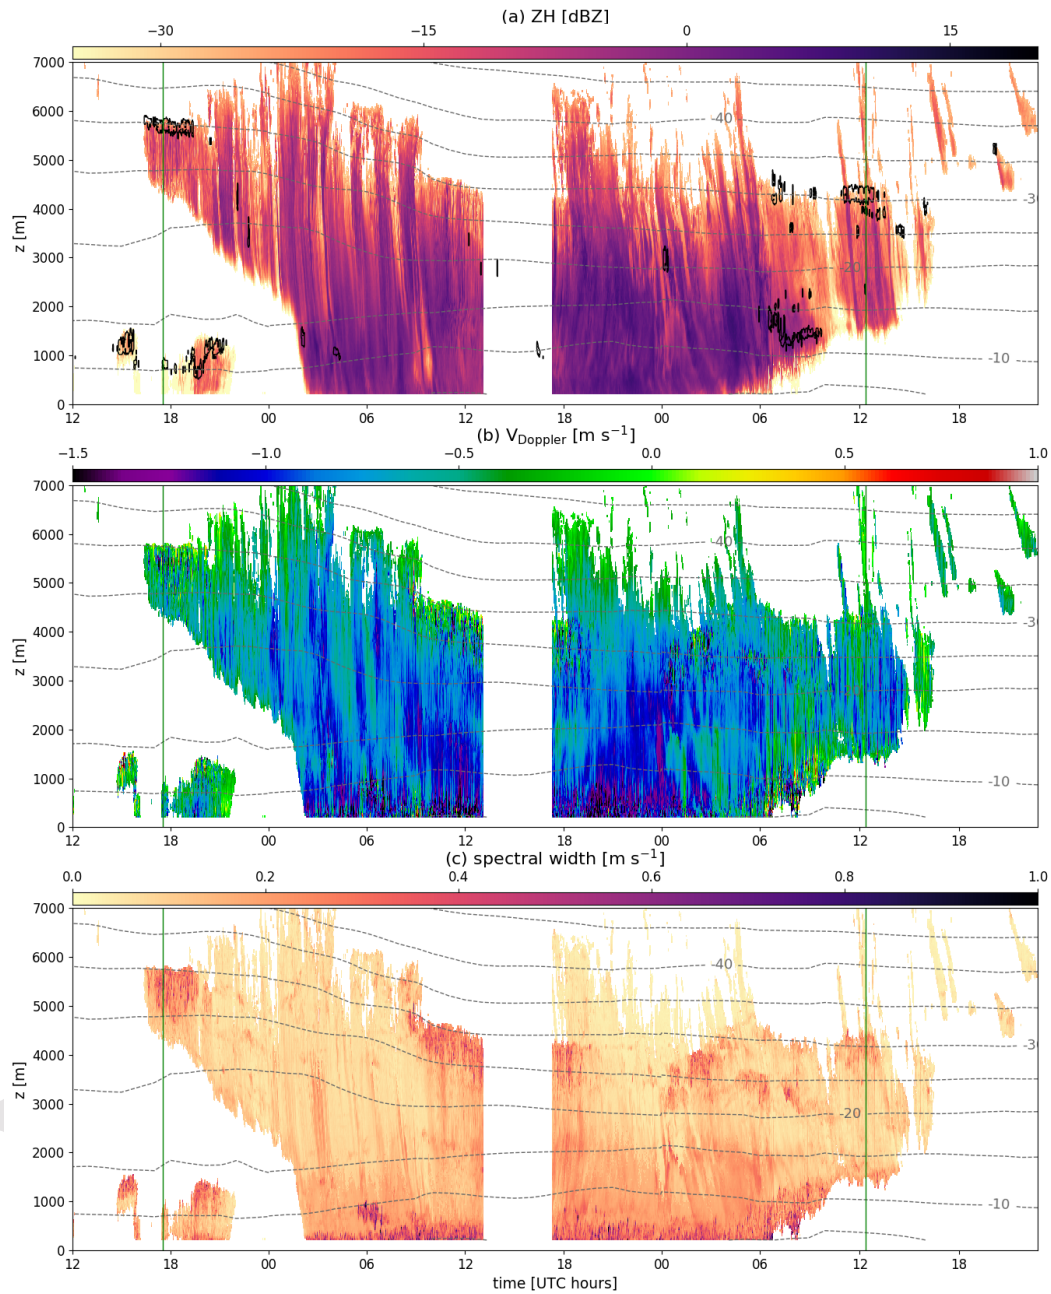 (a) ZH [dBZ]
−30 −15 0 15
7000
6000
5000
4000
3000
2000
1000
0
z [m]
-40
-30
-20
-10
12 18 00 06 12 18 00 06 12 18
(b) V_Doppler [m s⁻¹]
−1.5 −1.0 −0.5 0.0 0.5 1.0
7000
6000
5000
4000
3000
2000
1000
0
z [m]
-40
-3
-10
12 18 00 06 12 18 00 06 12 18
(c) spectral width [m s⁻¹]
0.0 0.2 0.4 0.6 0.8 1.0
7000
6000
5000
4000
3000
2000
1000
0
z [m]
-40
-30
-20
-10
12 18 00 06 12 18 00 06 12 18
time [UTC hours]